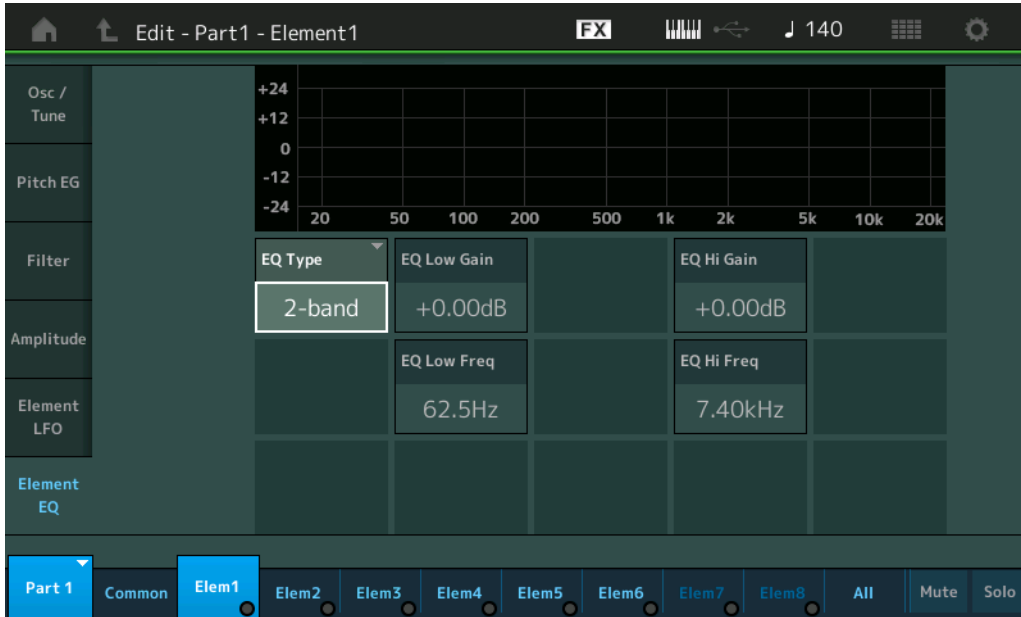 Edit - Part1 - Element1
FX
♩ 140
Osc /
Tune
Pitch EG
Filter
Amplitude
Element
LFO
Element
EQ
+24
+12
0
-12
-24
20 50 100 200 500 1k 2k 5k 10k 20k
EQ Type
2-band
EQ Low Gain
+0.00dB
EQ Hi Gain
+0.00dB
EQ Low Freq
62.5Hz
EQ Hi Freq
7.40kHz
Part 1 Common Elem1 Elem2 Elem3 Elem4 Elem5 Elem6 Elem7 Elem8 All Mute Solo